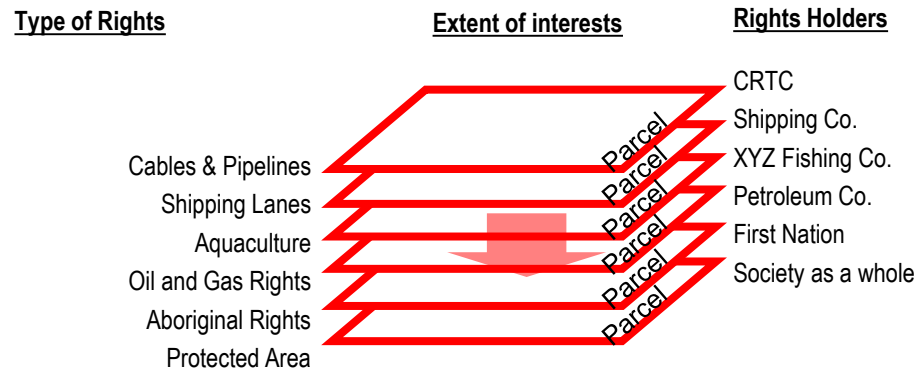 Type of Rights
Extent of interests
Rights Holders
CRTC
Shipping Co.
XYZ Fishing Co.
Petroleum Co.
First Nation
Society as a whole
Parcel
Parcel
Parcel
Parcel
Parcel
Parcel
Cables & Pipelines
Shipping Lanes
Aquaculture
Oil and Gas Rights
Aboriginal Rights
Protected Area